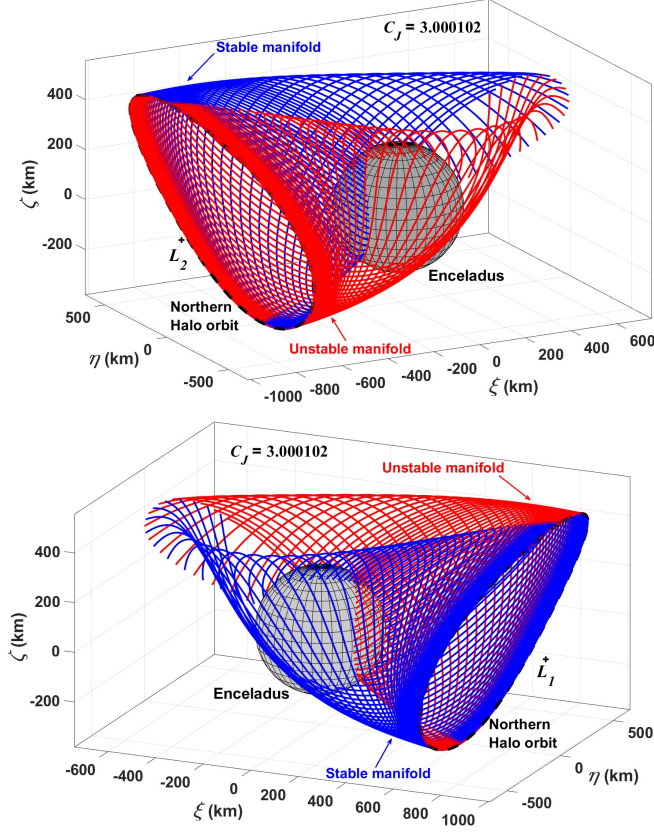 C_J = 3.000102
Stable manifold
400
200
0
-200
ζ (km)
L_2
Enceladus
Northern
Halo orbit
Unstable manifold
500
0
-500
η (km)
-1000
-800
-600
-400
-200
0
200
400
600
ξ (km)
C_J = 3.000102
Unstable manifold
400
200
0
-200
ζ (km)
L_1
Enceladus
Northern
Halo orbit
Stable manifold
500
0
-500
η (km)
-600
-400
-200
0
200
400
600
800
1000
ξ (km)